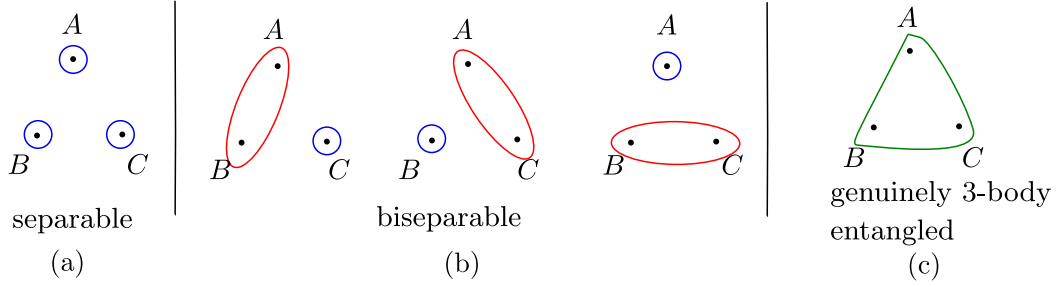 A
B
C
separable
(a)
A
B
C
A
B
C
A
B
C
biseparable
(b)
A
B
C
genuinely 3-body
entangled
(c)